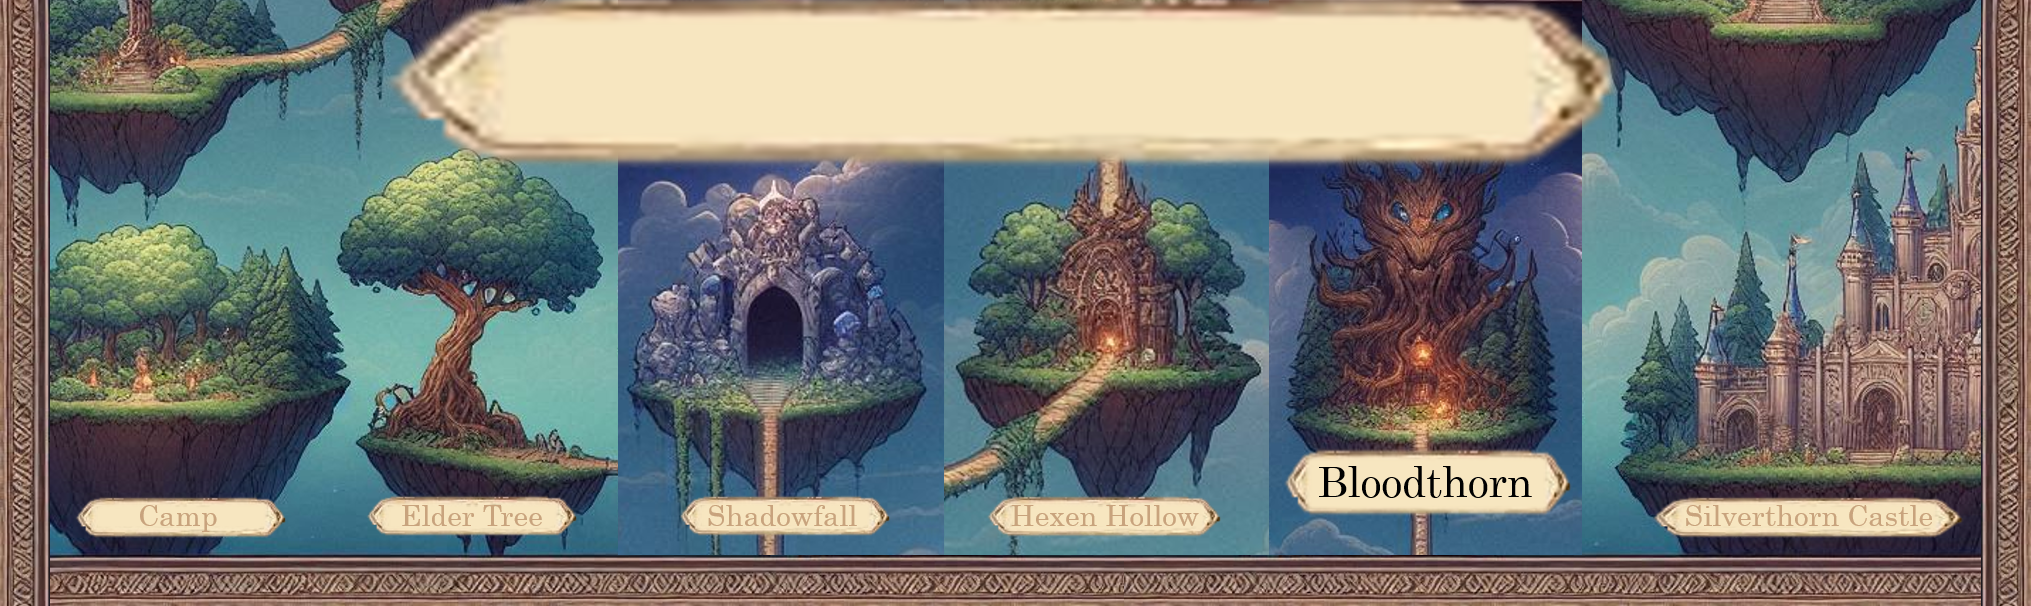 Camp
Elder Tree
Shadowfall
Hexen Hollow
Bloodthorn
Silverthorn Castle